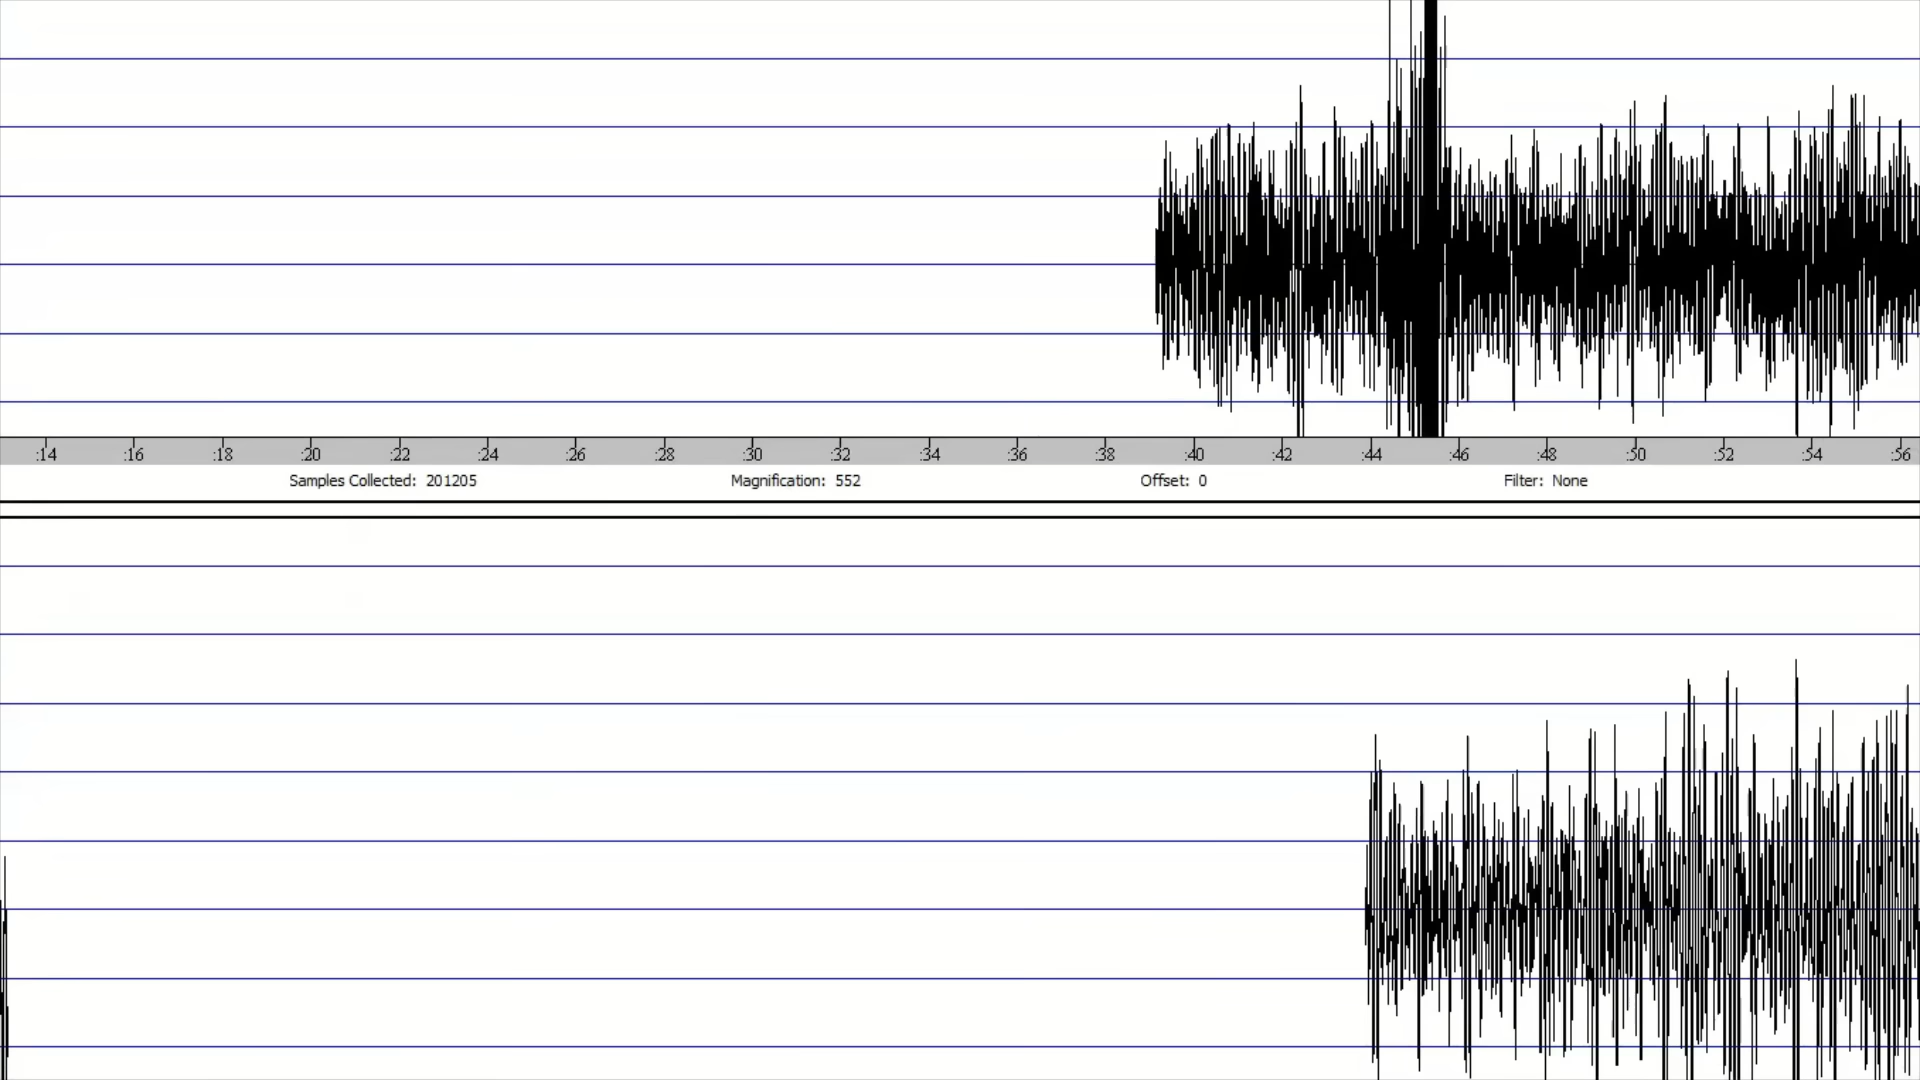 :14 :16 :18 :20 :22 :24 :26 :28 :30 :32 :34 :36 :38 :40 :42 :44 :46 :48 :50 :52 :54 :56
Samples Collected: 201205 Magnification: 552 Offset: 0 Filter: None